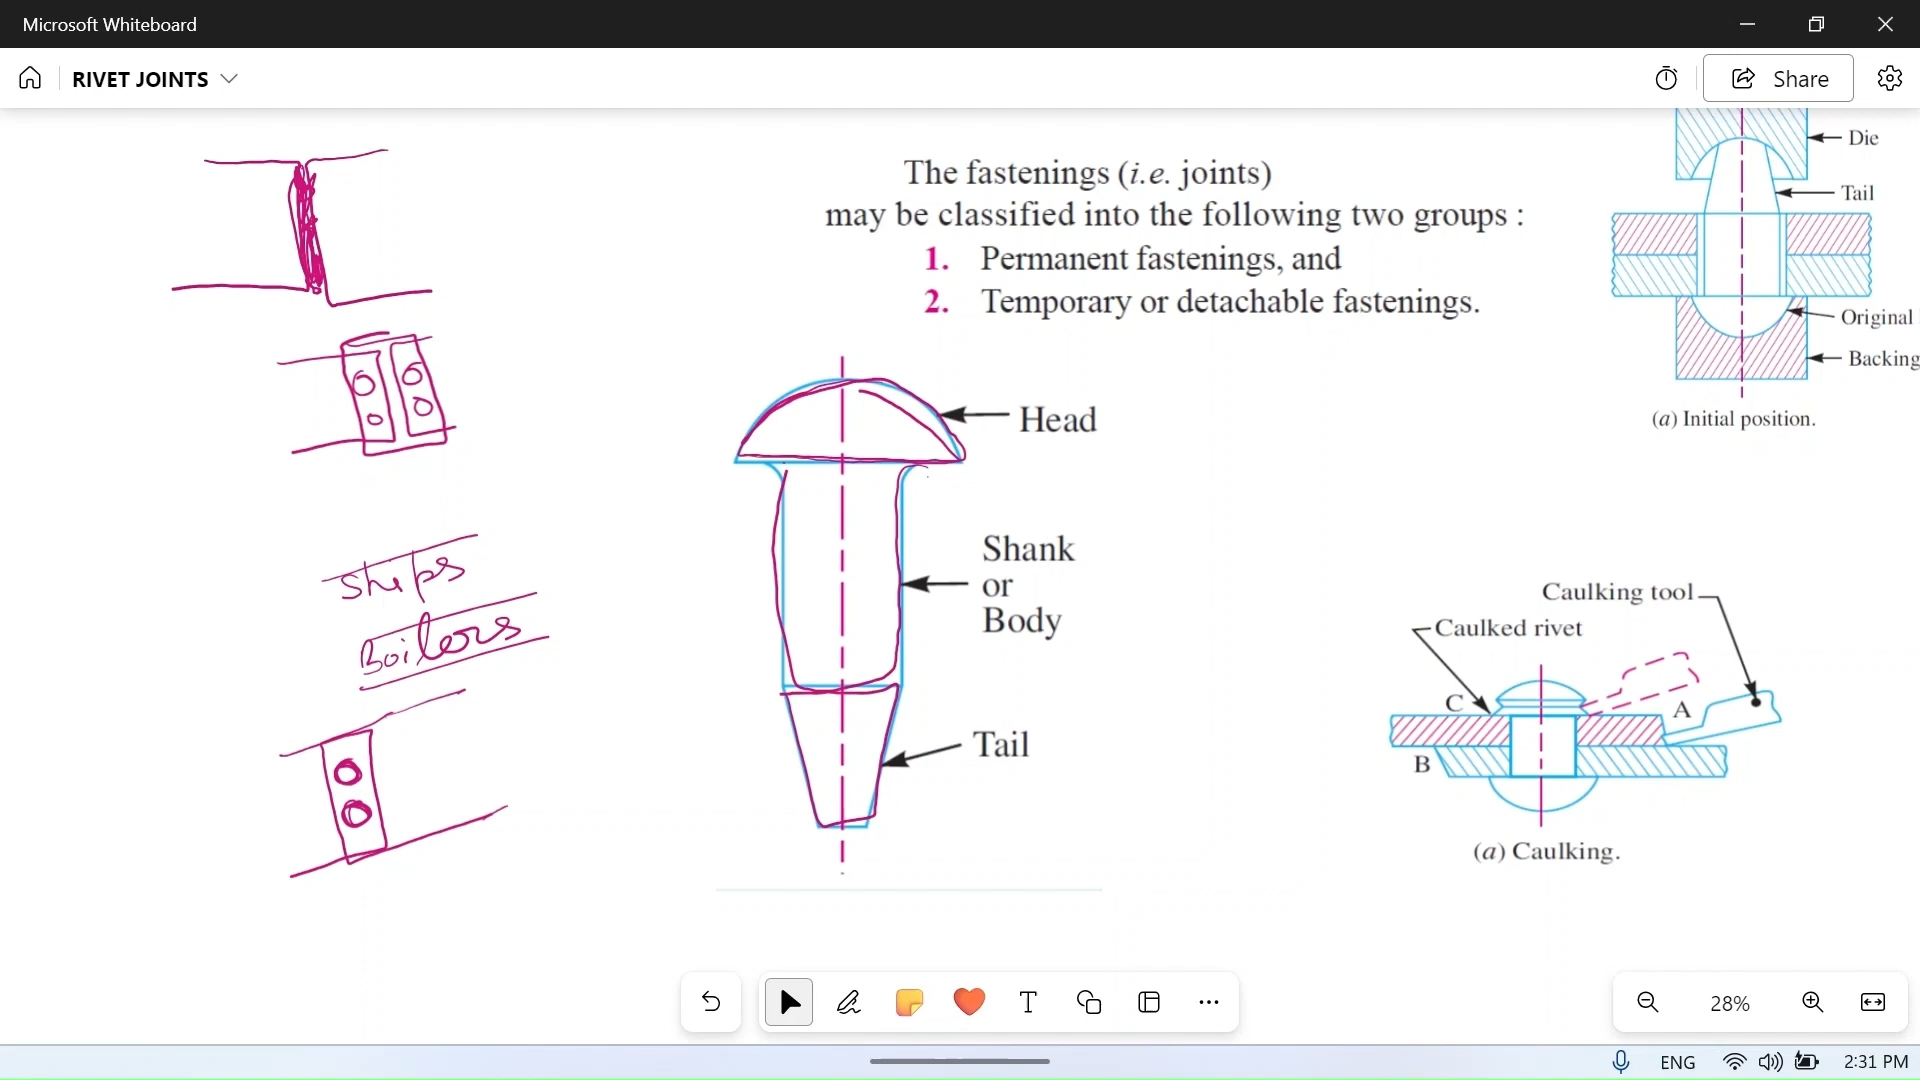 Microsoft Whiteboard
RIVET JOINTS
Share
The fastenings (i.e. joints)
may be classified into the following two groups :
1. Permanent fastenings, and
2. Temporary or detachable fastenings.
Die
Tail
Original
Backing
(a) Initial position.
Head
Shank
or
Body
Tail
Ships
Boilers
Caulking tool
Caulked rivet
C
A
B
(a) Caulking.
T
28%
ENG
2:31 PM